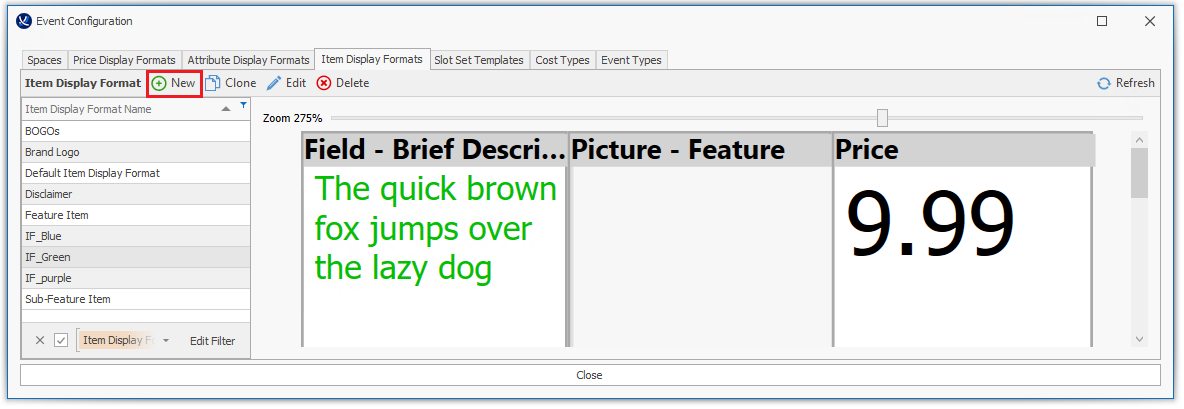 Event Configuration
Spaces Price Display Formats Attribute Display Formats Item Display Formats Slot Set Templates Cost Types Event Types
Item Display Format New Clone Edit Delete Refresh
Item Display Format Name
BOGOs
Brand Logo
Default Item Display Format
Disclaimer
Feature Item
IF_Blue
IF_Green
IF_purple
Sub-Feature Item
Item Display Fo Edit Filter
Zoom 275%
Field - Brief Descri... Picture - Feature Price
The quick brown
fox jumps over
the lazy dog
9.99
Close